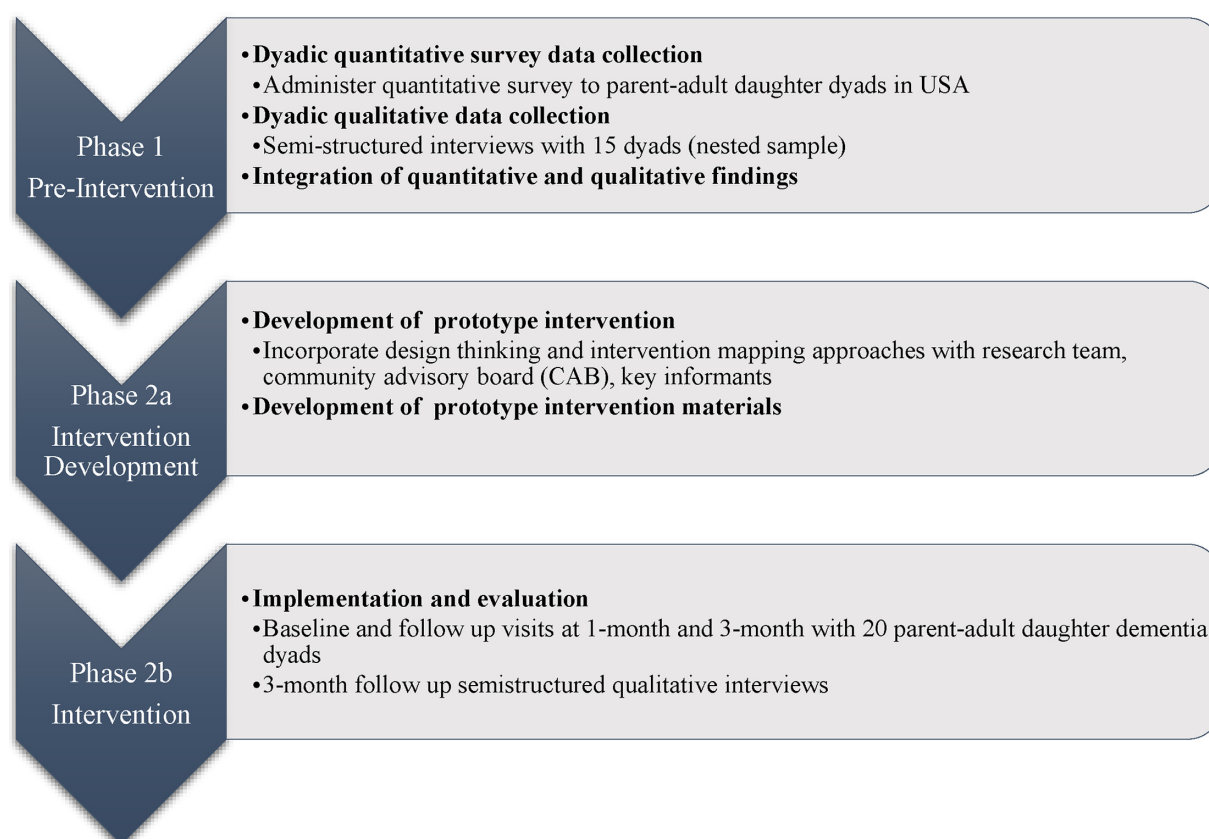 Phase 1
Pre-Intervention
•Dyadic quantitative survey data collection
•Administer quantitative survey to parent-adult daughter dyads in USA
•Dyadic qualitative data collection
•Semi-structured interviews with 15 dyads (nested sample)
•Integration of quantitative and qualitative findings
Phase 2a
Intervention
Development
•Development of prototype intervention
•Incorporate design thinking and intervention mapping approaches with research team,
community advisory board (CAB), key informants
•Development of prototype intervention materials
Phase 2b
Intervention
•Implementation and evaluation
•Baseline and follow up visits at 1-month and 3-month with 20 parent-adult daughter dementia
dyads
•3-month follow up semistructured qualitative interviews